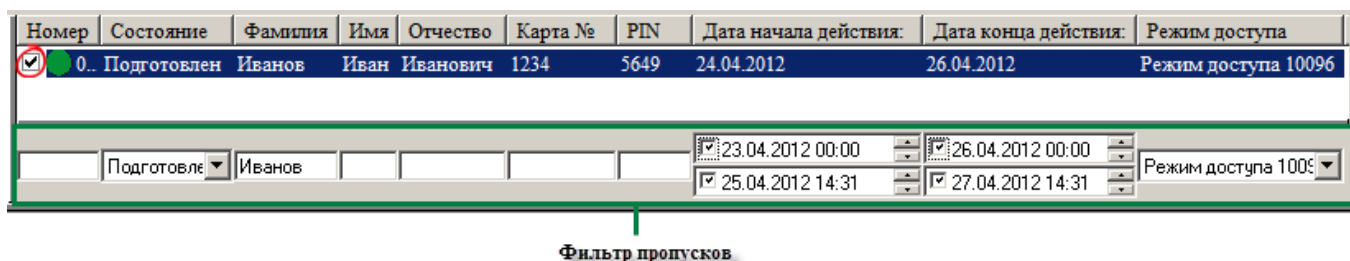 Номер Состояние Фамилия Имя Отчество Карта № PIN Дата начала действия: Дата конца действия: Режим доступа
0.. Подготовлен Иванов Иван Иванович 1234 5649 24.04.2012 26.04.2012 Режим доступа 10096
23.04.2012 00:00 26.04.2012 00:00
Подготовле Иванов Режим доступа 1009
25.04.2012 14:31 27.04.2012 14:31
Фильтр пропусков